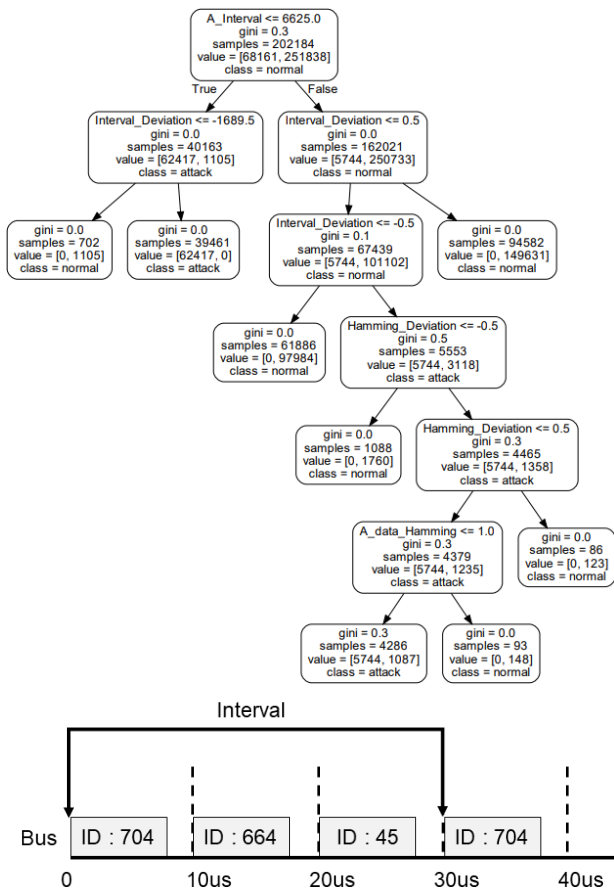 A_Interval <= 6625.0
gini = 0.3
samples = 202184
value = [68161, 251838]
class = normal
True
False
Interval_Deviation <= -1689.5
gini = 0.0
samples = 40163
value = [62417, 1105]
class = attack
Interval_Deviation <= 0.5
gini = 0.0
samples = 162021
value = [5744, 250733]
class = normal
gini = 0.0
samples = 702
value = [0, 1105]
class = normal
gini = 0.0
samples = 39461
value = [62417, 0]
class = attack
Interval_Deviation <= -0.5
gini = 0.1
samples = 67439
value = [5744, 101102]
class = normal
gini = 0.0
samples = 94582
value = [0, 149631]
class = normal
gini = 0.0
samples = 61886
value = [0, 97984]
class = normal
Hamming_Deviation <= -0.5
gini = 0.5
samples = 5553
value = [5744, 3118]
class = attack
gini = 0.0
samples = 1088
value = [0, 1760]
class = normal
Hamming_Deviation <= 0.5
gini = 0.3
samples = 4465
value = [5744, 1358]
class = attack
A_data_Hamming <= 1.0
gini = 0.3
samples = 4379
value = [5744, 1235]
class = attack
gini = 0.0
samples = 86
value = [0, 123]
class = normal
gini = 0.3
samples = 4286
value = [5744, 1087]
class = attack
gini = 0.0
samples = 93
value = [0, 148]
class = normal
Interval
Bus
ID : 704
ID : 664
ID : 45
ID : 704
0
10us
20us
30us
40us